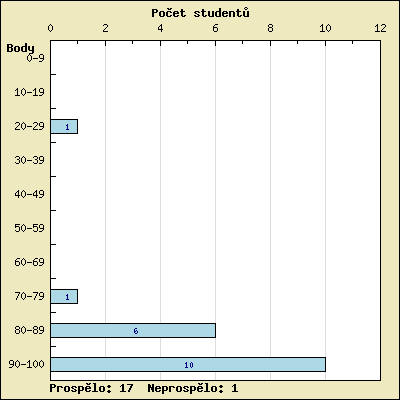 Počet studentů
0 2 4 6 8 10 12
Body
0-9
10-19
20-29 1
30-39
40-49
50-59
60-69
70-79 1
80-89 6
90-100 10
Prospělo: 17 Neprospělo: 1